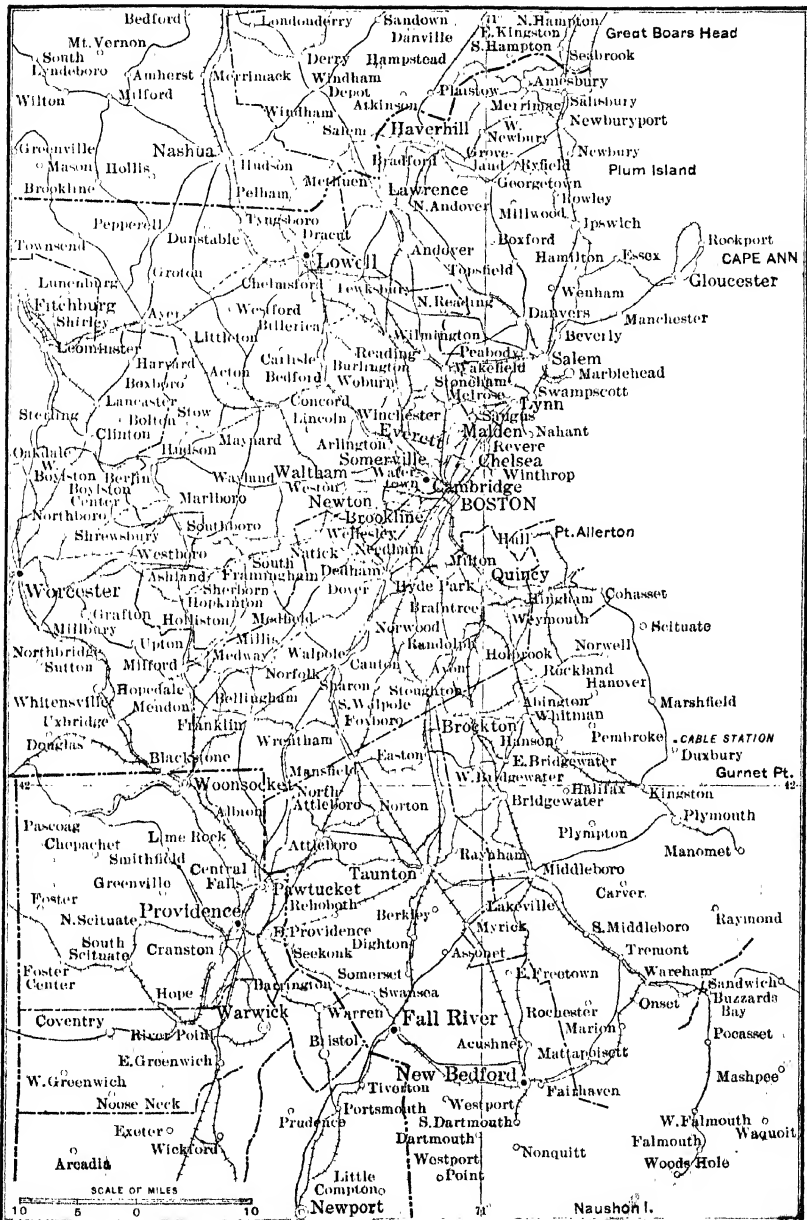 Bedford Londonderry Sandown 71° N. Hampton
Danville E. Kingston Great Boars Head
Mt. Vernon Derry Hampstead S. Hampton
South Lyndeboro Amherst Merrimack Windham Depot Seabrook
Wilton Milford Atkinson Plaistow Amesbury
Merrimac Salisbury
Windham Newburyport
Salem Haverhill W. Newbury
Greenville Nashua Hudson Bradford Groveland Byfield Newbury
Mason Hollis Methuen Plum Island
Brookline Pelham Lawrence Georgetown
N. Andover Rowley
Pepperell Tyngsboro Millwood
Dunstable Dracut Ipswich
Townsend Andover Boxford Rockport
Lowell Hamilton Essex CAPE ANN
Groton Topsfield
Lunenburg Chelmsford Tewksbury Gloucester
Fitchburg N. Reading Wenham
Shirley Ayer Westford Danvers Manchester
Littleton Billerica Wilmington Beverly
Leominster Reading Peabody
Harvard Carlisle Burlington Wakefield Salem
Boxboro Acton Bedford Woburn Stoneham Marblehead
Melrose Swampscott
Lancaster Concord Lynn
Sterling Bolton Stow Lincoln Winchester Saugus
Clinton Maynard Everett Malden Nahant
Oakdale Hudson Arlington Revere
Somerville Chelsea
W. Boylston Berlin Wayland Waltham Watertown Winthrop
Boylston Center Marlboro Weston Cambridge
Northboro Newton BOSTON
Southboro Brookline
Shrewsbury Wellesley Hull Pt. Allerton
Westboro South Natick Needham Milton
Worcester Ashland Framingham Dedham Quincy
Sherborn Dover Hyde Park Hingham Cohasset
Grafton Hopkinton Braintree
Millbury Holliston Medfield Weymouth Scituate
Upton Millis Norwood
Northbridge Randolph Norwell
Sutton Milford Medway Walpole Canton Avon Holbrook
Norfolk Rockland
Whitensville Hopedale Sharon Stoughton Hanover
Mendon Bellingham S. Walpole Abington Marshfield
Uxbridge Franklin Foxboro Whitman
Douglas Brockton Hanson Pembroke CABLE STATION
Wrentham Easton Duxbury
Blackstone Mansfield E. Bridgewater
Woonsocket W. Bridgewater Gurnet Pt.
42° North Attleboro Halifax 42°
Albion Norton Bridgewater Kingston
Pascoag Plymouth
Chepachet Lime Rock Attleboro Plympton
Smithfield Raynham Manomet
Central Fall Taunton Middleboro
Greenville Pawtucket Carver
Foster Rehoboth
N. Scituate Providence Berkley Lakeville Raymond
Myrick S. Middleboro
South Scituate Cranston E. Providence Dighton
Seekonk Tremont
Assonet
Foster Center Somerset E. Freetown Wareham
Sandwich
Hope Barrington Swansea Onset Buzzards Bay
Coventry Warwick Warren Rochester
River Point Fall River Marion Pocasset
Bristol Acushnet
E. Greenwich Mattapoisett
W. Greenwich New Bedford Mashpee
Tiverton Fairhaven
Noose Neck Portsmouth Westport
Prudence W. Falmouth
Exeter S. Dartmouth Waquoit
Wickford Dartmouth Nonquitt Falmouth
Arcadia Westport Point Woods Hole
Little Compton
SCALE OF MILES
10 5 0 10 Newport 71° Naushon I.